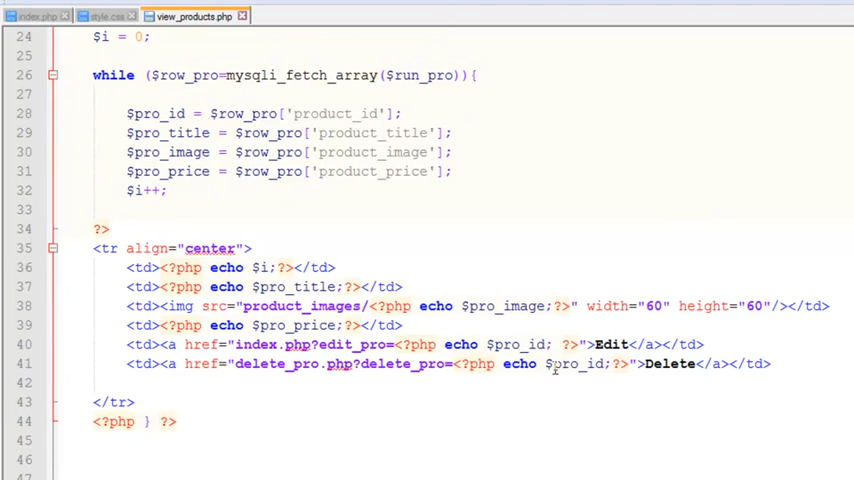 index.php style.css view_products.php
24 $i = 0;
25
26 while ($row_pro=mysqli_fetch_array($run_pro)){
27
28 $pro_id = $row_pro['product_id'];
29 $pro_title = $row_pro['product_title'];
30 $pro_image = $row_pro['product_image'];
31 $pro_price = $row_pro['product_price'];
32 $i++;
33
34 ?>
35 <tr align="center">
36 <td><?php echo $i;?></td>
37 <td><?php echo $pro_title;?></td>
38 <td><img src="product_images/<?php echo $pro_image;?>" width="60" height="60"/></td>
39 <td><?php echo $pro_price;?></td>
40 <td><a href="index.php?edit_pro=<?php echo $pro_id; ?>">Edit</a></td>
41 <td><a href="delete_pro.php?delete_pro=<?php echo $pro_id;?>">Delete</a></td>
42
43 </tr>
44 <?php } ?>
45
46
47